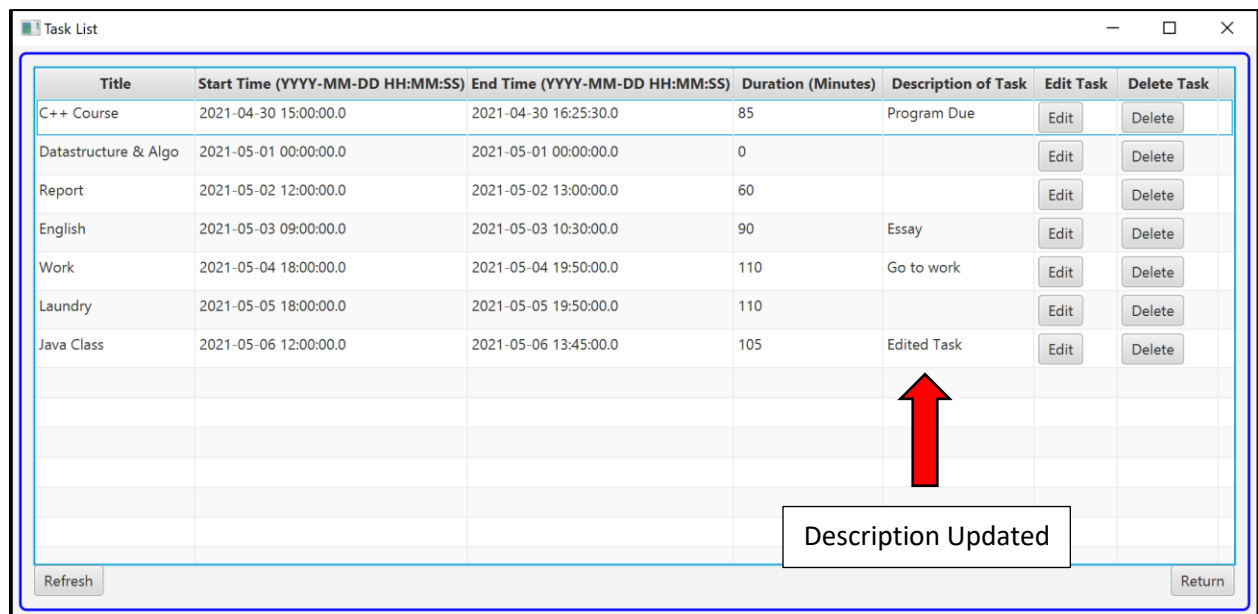 Task List
Title Start Time (YYYY-MM-DD HH:MM:SS) End Time (YYYY-MM-DD HH:MM:SS) Duration (Minutes) Description of Task Edit Task Delete Task
C++ Course 2021-04-30 15:00:00.0 2021-04-30 16:25:30.0 85 Program Due Edit Delete
Datastructure & Algo 2021-05-01 00:00:00.0 2021-05-01 00:00:00.0 0 Edit Delete
Report 2021-05-02 12:00:00.0 2021-05-02 13:00:00.0 60 Edit Delete
English 2021-05-03 09:00:00.0 2021-05-03 10:30:00.0 90 Essay Edit Delete
Work 2021-05-04 18:00:00.0 2021-05-04 19:50:00.0 110 Go to work Edit Delete
Laundry 2021-05-05 18:00:00.0 2021-05-05 19:50:00.0 110 Edit Delete
Java Class 2021-05-06 12:00:00.0 2021-05-06 13:45:00.0 105 Edited Task Edit Delete
Description Updated
Refresh Return